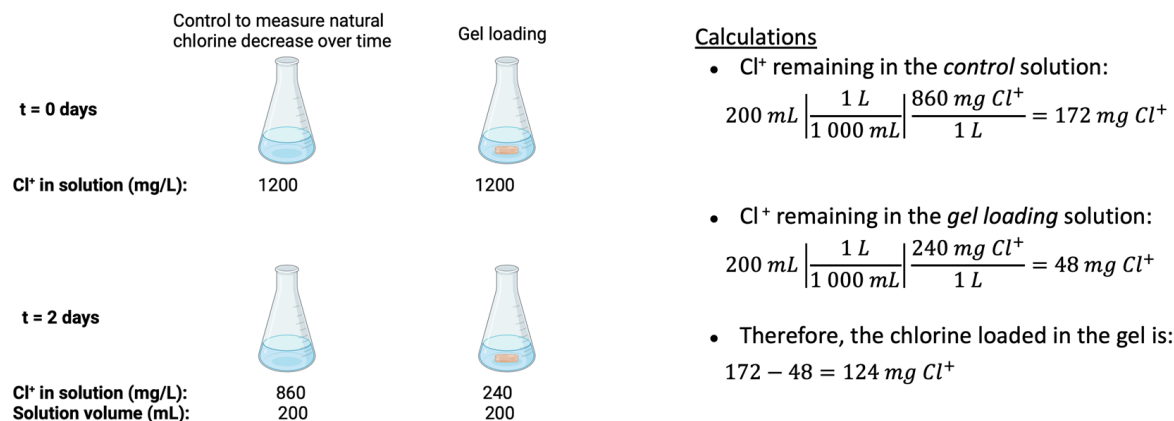 Control to measure natural
chlorine decrease over time
Gel loading
t = 0 days
Cl⁺ in solution (mg/L): 1200 1200
t = 2 days
Cl⁺ in solution (mg/L): 860 240
Solution volume (mL): 200 200
Calculations
• Cl⁺ remaining in the control solution:
200 mL | 1 L / 1 000 mL | 860 mg Cl⁺ / 1 L = 172 mg Cl⁺
• Cl⁺ remaining in the gel loading solution:
200 mL | 1 L / 1 000 mL | 240 mg Cl⁺ / 1 L = 48 mg Cl⁺
• Therefore, the chlorine loaded in the gel is:
172 − 48 = 124 mg Cl⁺